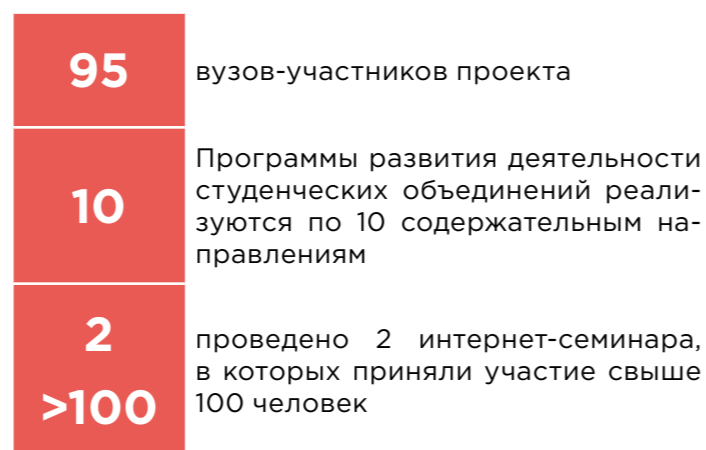 95
вузов-участников проекта
10
Программы развития деятельности
студенческих объединений реали-
зуются по 10 содержательным на-
правлениям
2
>100
проведено 2 интернет-семинара,
в которых приняли участие свыше
100 человек